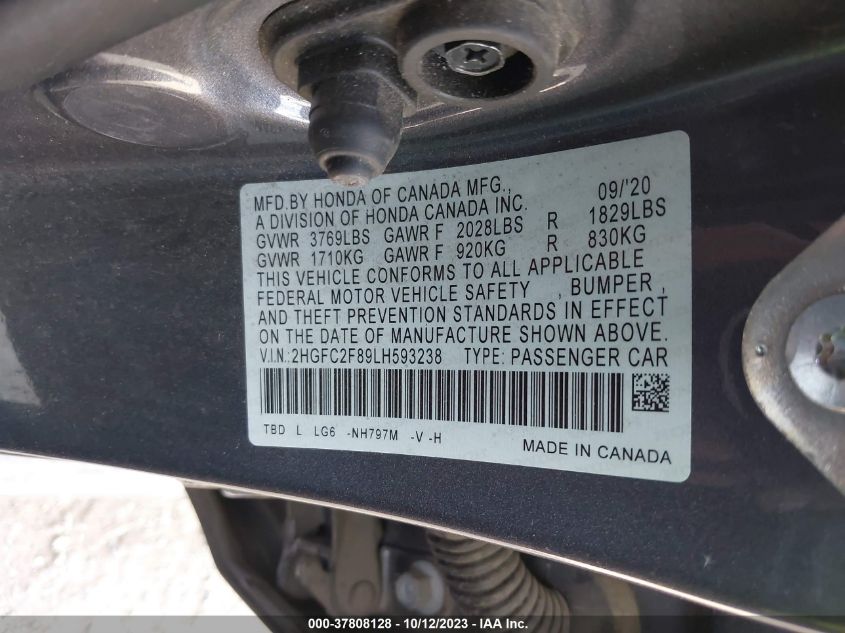 MFD.BY HONDA OF CANADA MFG., 09/'20
A DIVISION OF HONDA CANADA INC.
GVWR 3769LBS GAWR F 2028LBS R 1829LBS
GVWR 1710KG GAWR F 920KG R 830KG
THIS VEHICLE CONFORMS TO ALL APPLICABLE
FEDERAL MOTOR VEHICLE SAFETY , BUMPER ,
AND THEFT PREVENTION STANDARDS IN EFFECT
ON THE DATE OF MANUFACTURE SHOWN ABOVE.
V.I.N.:2HGFC2F89LH593238 TYPE: PASSENGER CAR
TBD L LG6 -NH797M -V -H
MADE IN CANADA
000-37808128 - 10/12/2023 - IAA Inc.